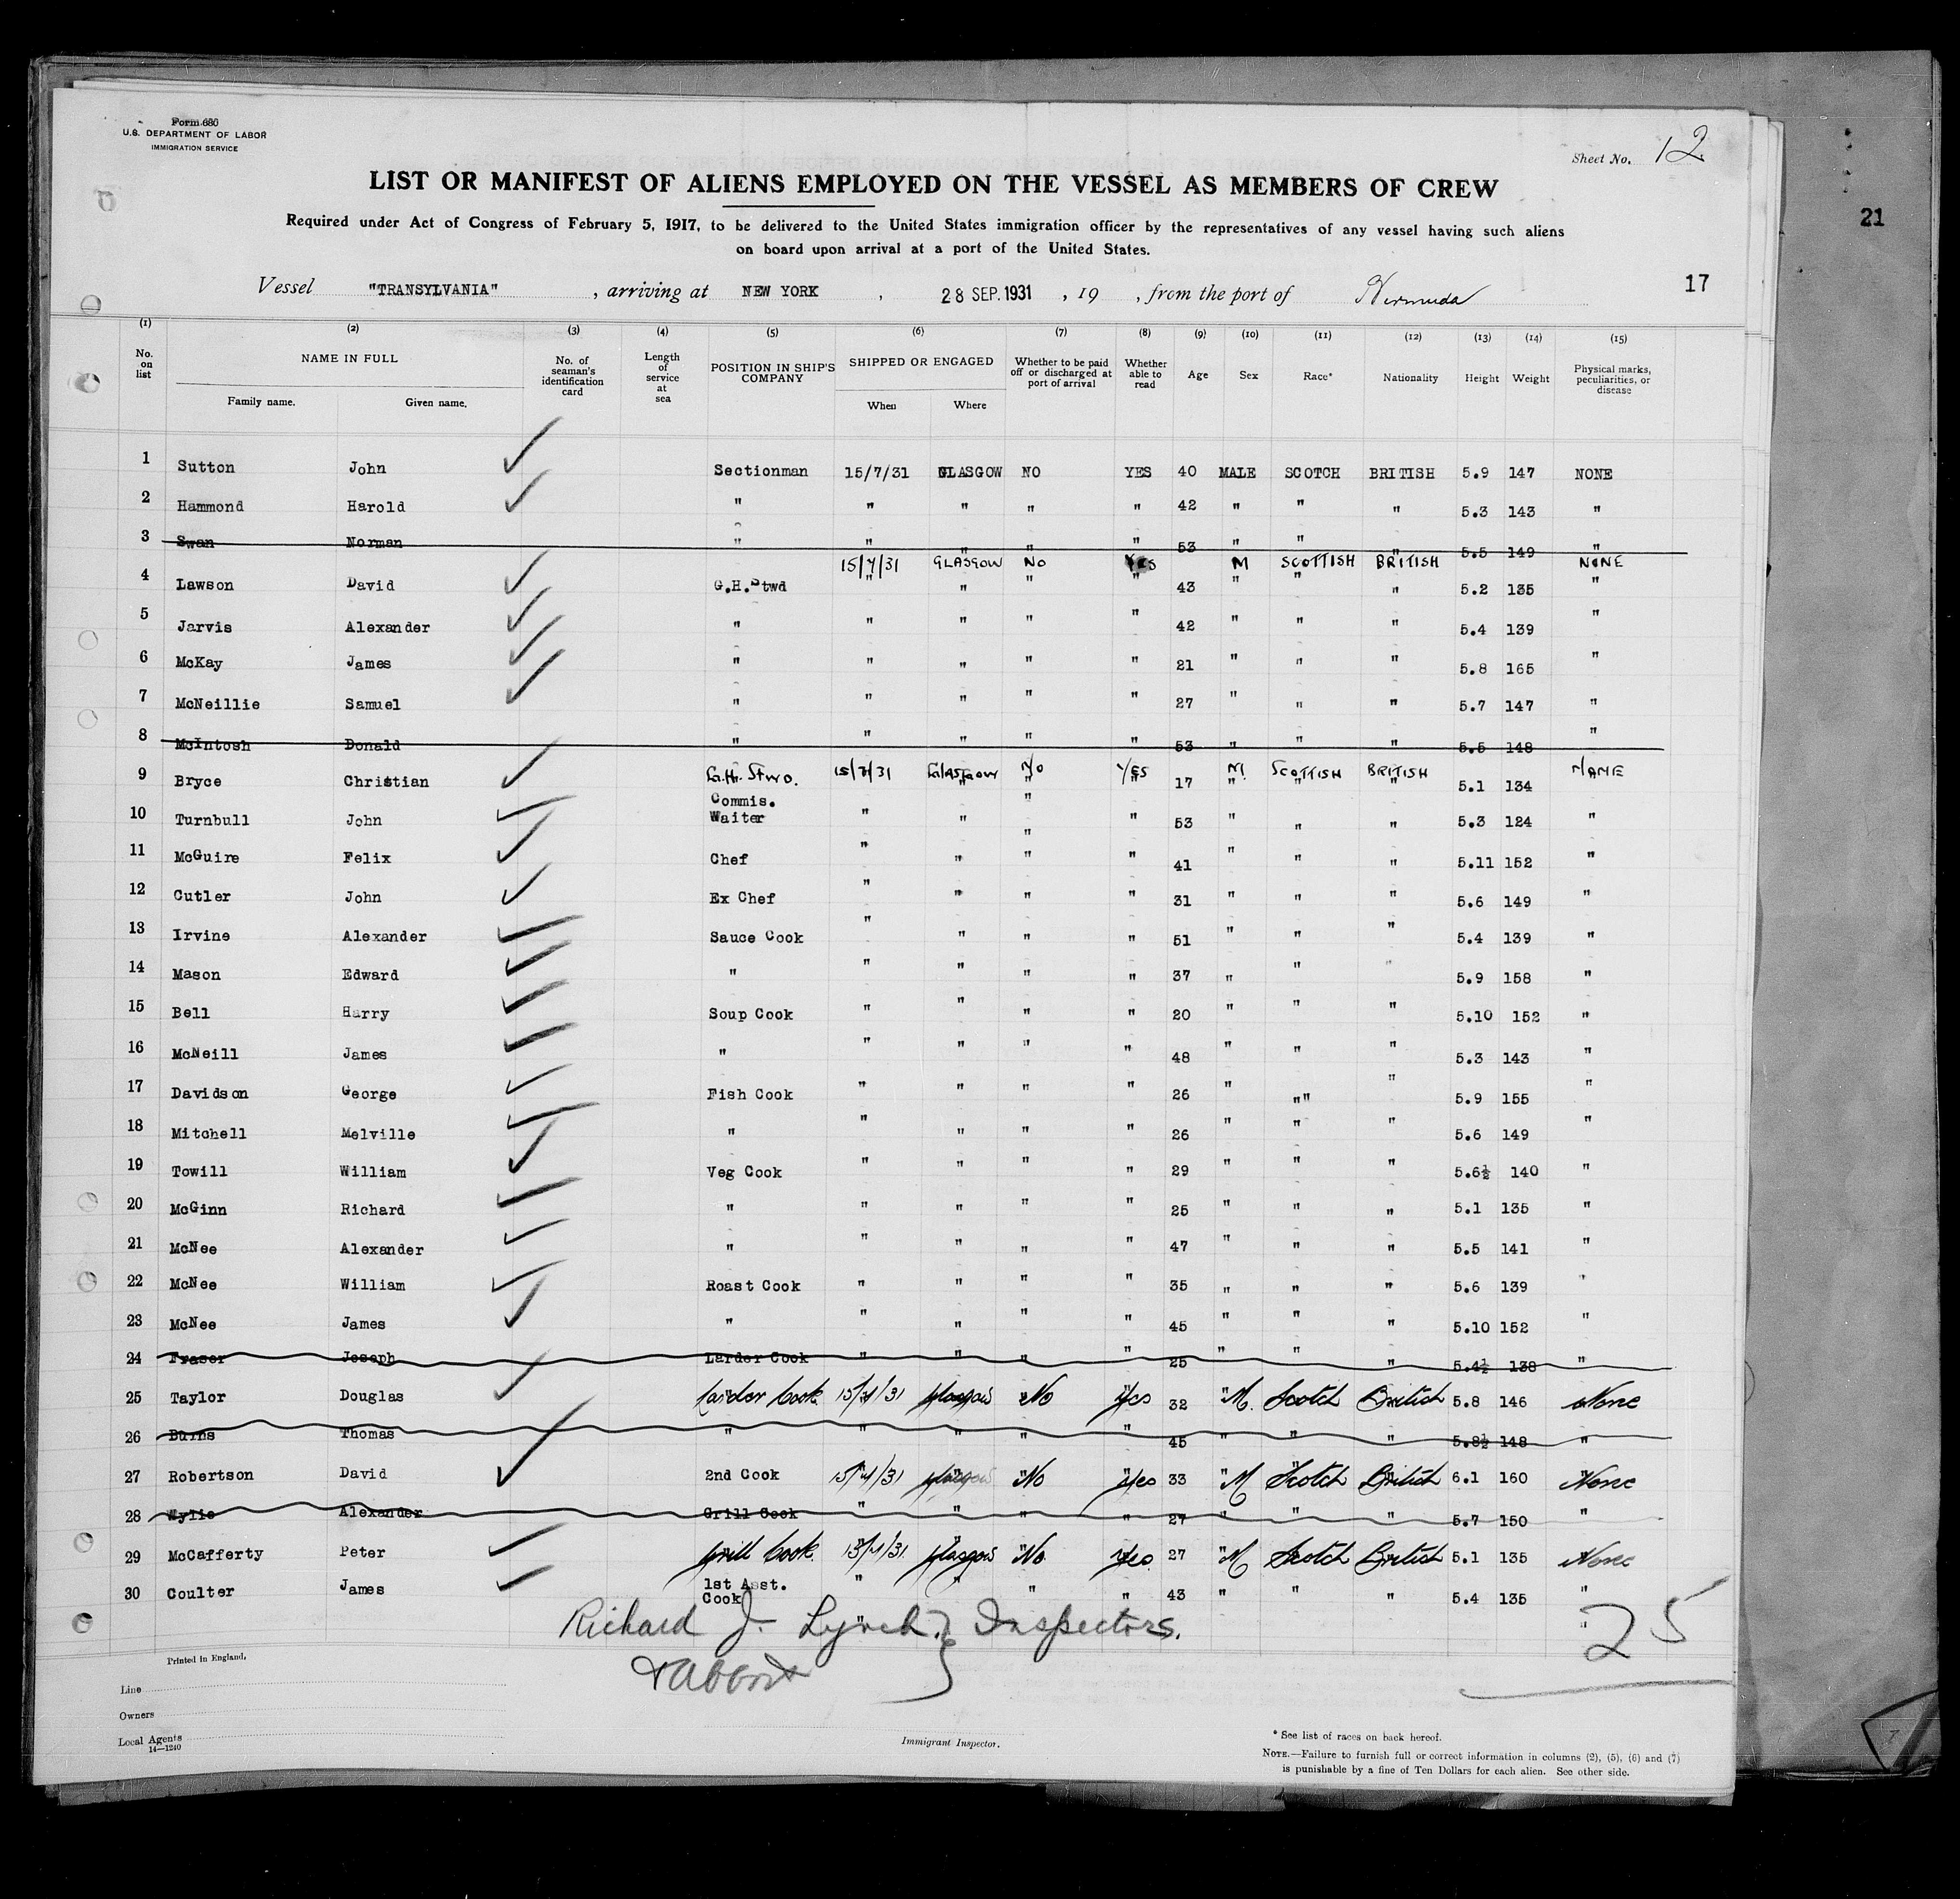 Form 680
U.S. DEPARTMENT OF LABOR
IMMIGRATION SERVICE
Sheet No. 12
LIST OR MANIFEST OF ALIENS EMPLOYED ON THE VESSEL AS MEMBERS OF CREW
21
Required under Act of Congress of February 5, 1917, to be delivered to the United States immigration officer by the representatives of any vessel having such aliens
on board upon arrival at a port of the United States.
17
Vessel "TRANSYLVANIA" , arriving at NEW YORK , 28 SEP. 1931 , 19 , from the port of Bermuda
(1) (2) (3) (4) (5) (6) (7) (8) (9) (10) (11) (12) (13) (14) (15)
No. on list NAME IN FULL Family name. Given name. No. of seaman's identification card Length of service at sea POSITION IN SHIP'S COMPANY SHIPPED OR ENGAGED When Where Whether to be paid off or discharged at port of arrival Whether able to read Age Sex Race* Nationality Height Weight Physical marks, peculiarities, or disease
1 Sutton John Sectionman 15/7/31 GLASGOW NO YES 40 MALE SCOTCH BRITISH 5.9 147 NONE
2 Hammond Harold " " " " " 42 " " " 5.3 143 "
3 Swan Norman " " " " " 53 " " " 5.5 149 "
15/7/31 GLASGOW No Yes M SCOTTISH BRITISH NONE
4 Lawson David G.H. Stwd " " " " 43 " " " 5.2 135 "
5 Jarvis Alexander " " " " " 42 " " " 5.4 139 "
6 McKay James " " " " " 21 " " " 5.8 165 "
7 McNeillie Samuel " " " " " 27 " " " 5.7 147 "
8 McIntosh Donald " " " " " 53 " " " 5.5 148 "
G.H. STWD. 15/7/31 GLASGOW No YES M SCOTTISH BRITISH NONE
9 Bryce Christian " " 17 " " " 5.1 134 "
10 Turnbull John Commis. Waiter " " " " 53 " " " 5.3 124 "
11 McGuire Felix Chef " " " " 41 " " " 5.11 152 "
12 Cutler John Ex Chef " " " " 31 " " " 5.6 149 "
13 Irvine Alexander Sauce Cook " " " " 51 " " " 5.4 139 "
14 Mason Edward " " " " " 37 " " " 5.9 158 "
15 Bell Harry Soup Cook " " " " 20 " " " 5.10 152 "
16 McNeill James " " " " " 48 " " " 5.3 143 "
17 Davidson George Fish Cook " " " " 26 " " " " 5.9 155 "
18 Mitchell Melville " " " " " 26 " " " 5.6 149 "
19 Towill William Veg Cook " " " " 29 " " " 5.6½ 140 "
20 McGinn Richard " " " " " 25 " " " 5.1 135 "
21 McNee Alexander " " " " " 47 " " " 5.5 141 "
22 McNee William Roast Cook " " " " 35 " " " 5.6 139 "
23 McNee James " " " " " 45 " " " 5.10 152 "
24 Fraser Joseph Larder Cook " " " " 25 " " " 5.4½ 138 "
25 Taylor Douglas Larder Cook 15/7/31 Glasgow No Yes 32 M. Scotch British 5.8 146 None
26 Burns Thomas " " " " " 45 " " " 5.8½ 148 "
27 Robertson David 2nd Cook 15/7/31 Glasgow No Yes 33 M Scotch British 6.1 160 None
28 Wylie Alexander Grill Cook " " " " 27 " " " 5.7 150 "
29 McCafferty Peter Grill Cook 15/7/31 Glasgow No Yes 27 M Scotch British 5.1 135 None
30 Coulter James 1st Asst. Cook " " " " 43 " " " 5.4 135 "
Richard J. Lynch } Inspectors.
25
Printed in England.
Line
Owners
Local Agents
14—1240
Immigrant Inspector.
* See list of races on back hereof.
NOTE.—Failure to furnish full or correct information in columns (2), (5), (6) and (7)
is punishable by a fine of Ten Dollars for each alien. See other side.